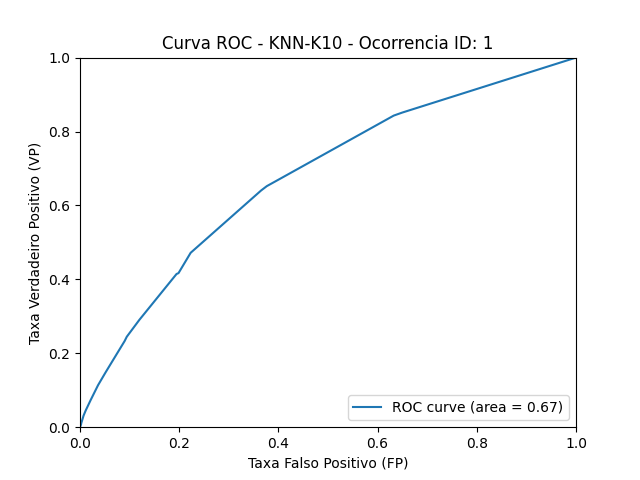 Curva ROC - KNN-K10 - Ocorrencia ID: 1
1.0
0.8
0.6
0.4
0.2
0.0
Taxa Verdadeiro Positivo (VP)
ROC curve (area = 0.67)
0.0 0.2 0.4 0.6 0.8 1.0
Taxa Falso Positivo (FP)